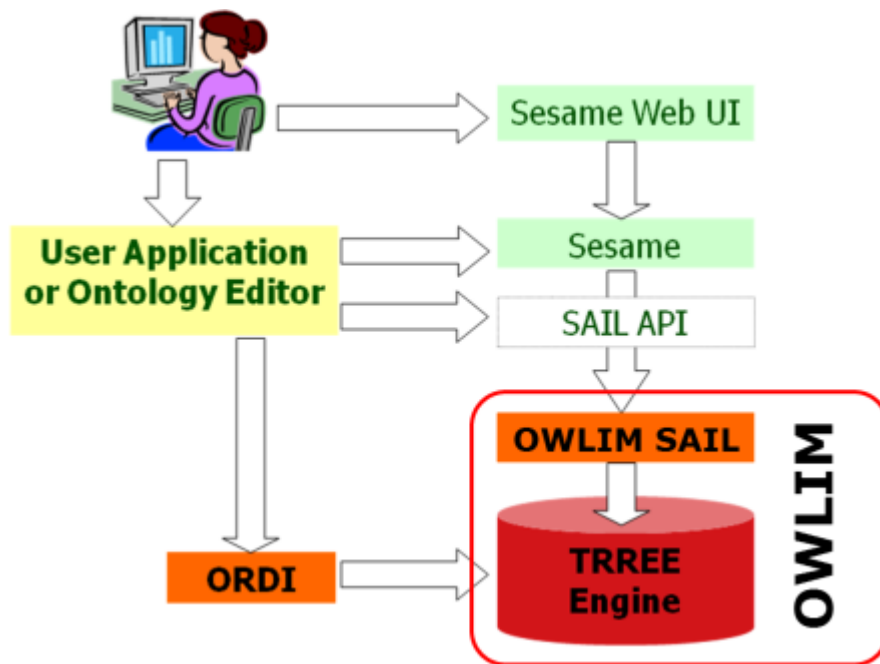 Sesame Web UI
User Application
or Ontology Editor
Sesame
SAIL API
OWLIM SAIL
OWLIM
ORDI
TRREE
Engine